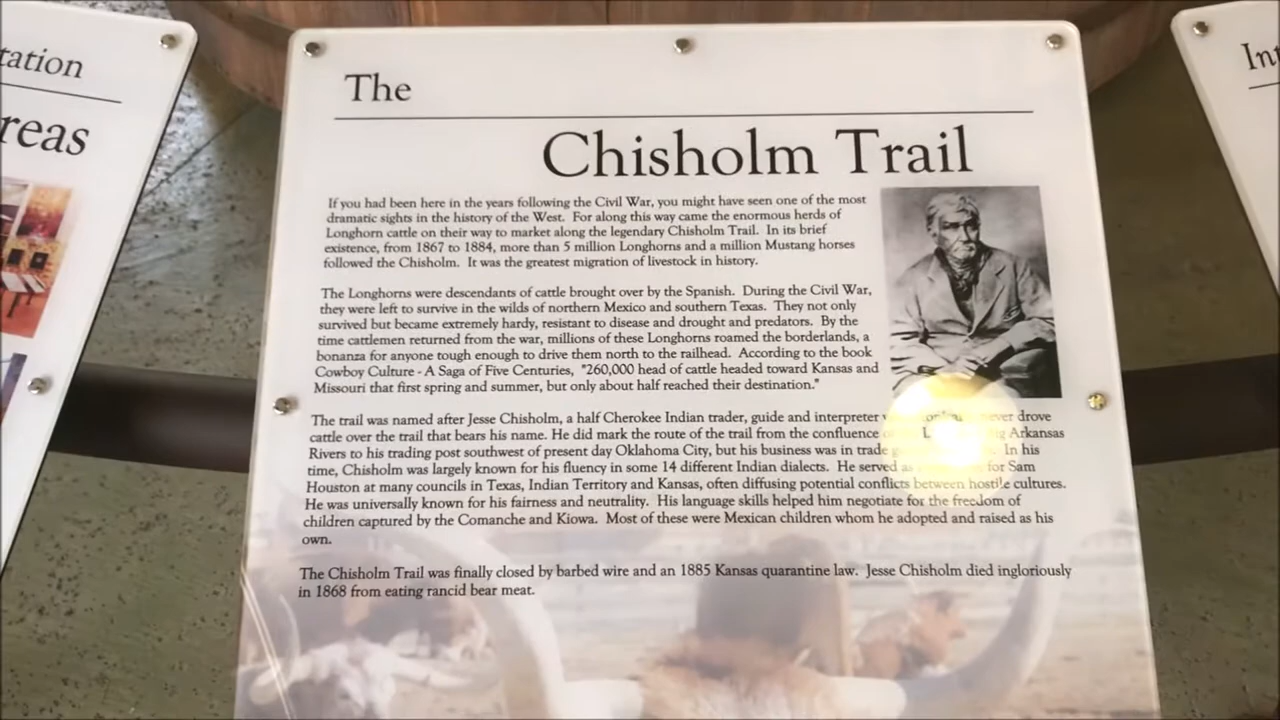 tation
reas
The
Chisholm Trail
If you had been here in the years following the Civil War, you might have seen one of the most
dramatic sights in the history of the West. For along this way came the enormous herds of
Longhorn cattle on their way to market along the legendary Chisholm Trail. In its brief
existence, from 1867 to 1884, more than 5 million Longhorns and a million Mustang horses
followed the Chisholm. It was the greatest migration of livestock in history.
The Longhorns were descendants of cattle brought over by the Spanish. During the Civil War,
they were left to survive in the wilds of northern Mexico and southern Texas. They not only
survived but became extremely hardy, resistant to disease and drought and predators. By the
time cattlemen returned from the war, millions of these Longhorns roamed the borderlands, a
bonanza for anyone tough enough to drive them north to the railhead. According to the book
Cowboy Culture - A Saga of Five Centuries, "260,000 head of cattle headed toward Kansas and
Missouri that first spring and summer, but only about half reached their destination."
The trail was named after Jesse Chisholm, a half Cherokee Indian trader, guide and interpreter never drove
cattle over the trail that bears his name. He did mark the route of the trail from the confluence Arkansas
Rivers to his trading post southwest of present day Oklahoma City, but his business was in trade In his
time, Chisholm was largely known for his fluency in some 14 different Indian dialects. He served as for Sam
Houston at many councils in Texas, Indian Territory and Kansas, often diffusing potential conflicts between hostile cultures.
He was universally known for his fairness and neutrality. His language skills helped him negotiate for the freedom of
children captured by the Comanche and Kiowa. Most of these were Mexican children whom he adopted and raised as his
own.
The Chisholm Trail was finally closed by barbed wire and an 1885 Kansas quarantine law. Jesse Chisholm died ingloriously
in 1868 from eating rancid bear meat.
Int